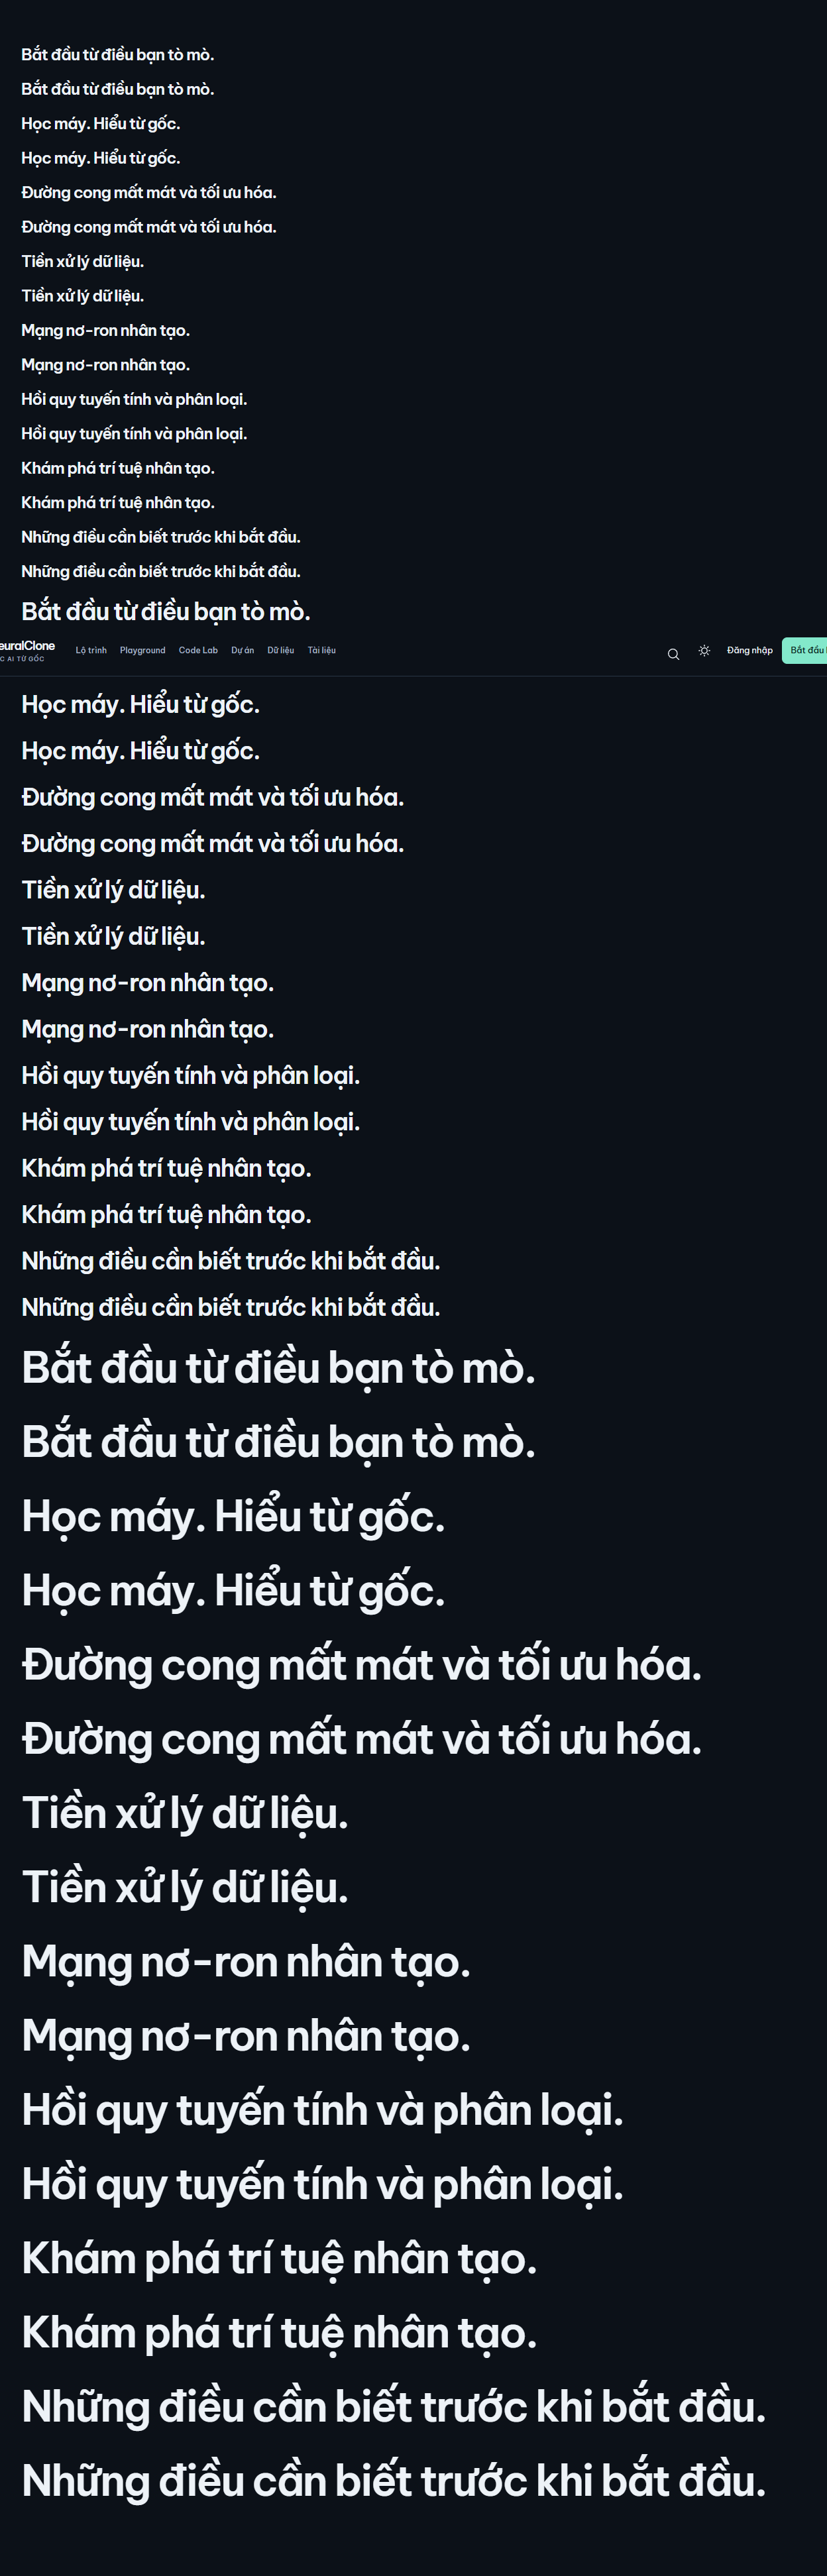 Bắt đầu từ điều bạn tò mò.
Bắt đầu từ điều bạn tò mò.
Học máy. Hiểu từ gốc.
Học máy. Hiểu từ gốc.
Đường cong mất mát và tối ưu hóa.
Đường cong mất mát và tối ưu hóa.
Tiền xử lý dữ liệu.
Tiền xử lý dữ liệu.
Mạng nơ-ron nhân tạo.
Mạng nơ-ron nhân tạo.
Hồi quy tuyến tính và phân loại.
Hồi quy tuyến tính và phân loại.
Khám phá trí tuệ nhân tạo.
Khám phá trí tuệ nhân tạo.
Những điều cần biết trước khi bắt đầu.
Những điều cần biết trước khi bắt đầu.
Bắt đầu từ điều bạn tò mò.
euralClone Lộ trình Playground Code Lab Dự án Dữ liệu Tài liệu Đăng nhập Bắt đầu
C AI TỪ GỐC
Học máy. Hiểu từ gốc.
Học máy. Hiểu từ gốc.
Đường cong mất mát và tối ưu hóa.
Đường cong mất mát và tối ưu hóa.
Tiền xử lý dữ liệu.
Tiền xử lý dữ liệu.
Mạng nơ-ron nhân tạo.
Mạng nơ-ron nhân tạo.
Hồi quy tuyến tính và phân loại.
Hồi quy tuyến tính và phân loại.
Khám phá trí tuệ nhân tạo.
Khám phá trí tuệ nhân tạo.
Những điều cần biết trước khi bắt đầu.
Những điều cần biết trước khi bắt đầu.
Bắt đầu từ điều bạn tò mò.
Bắt đầu từ điều bạn tò mò.
Học máy. Hiểu từ gốc.
Học máy. Hiểu từ gốc.
Đường cong mất mát và tối ưu hóa.
Đường cong mất mát và tối ưu hóa.
Tiền xử lý dữ liệu.
Tiền xử lý dữ liệu.
Mạng nơ-ron nhân tạo.
Mạng nơ-ron nhân tạo.
Hồi quy tuyến tính và phân loại.
Hồi quy tuyến tính và phân loại.
Khám phá trí tuệ nhân tạo.
Khám phá trí tuệ nhân tạo.
Những điều cần biết trước khi bắt đầu.
Những điều cần biết trước khi bắt đầu.